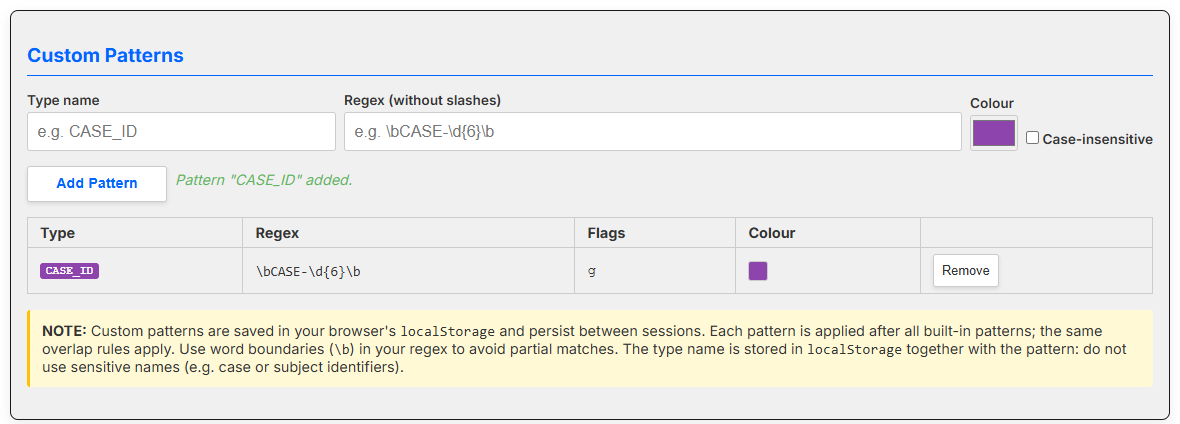 Custom Patterns
Type name
Regex (without slashes)
Colour
e.g. CASE_ID
e.g. \bCASE-\d{6}\b
Case-insensitive
Add Pattern
Pattern "CASE_ID" added.
Type Regex Flags Colour
CASE_ID \bCASE-\d{6}\b g Remove
NOTE: Custom patterns are saved in your browser's localStorage and persist between sessions. Each pattern is applied after all built-in patterns; the same
overlap rules apply. Use word boundaries (\b) in your regex to avoid partial matches. The type name is stored in localStorage together with the pattern: do not
use sensitive names (e.g. case or subject identifiers).